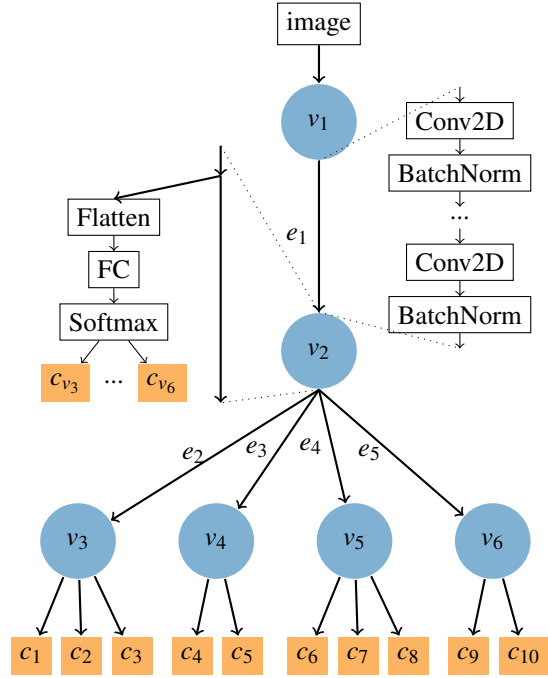 image
v1
Conv2D
BatchNorm
...
Conv2D
BatchNorm
e1
Flatten
FC
Softmax
cv3 ... cv6
v2
e2 e3 e4 e5
v3 v4 v5 v6
c1 c2 c3 c4 c5 c6 c7 c8 c9 c10